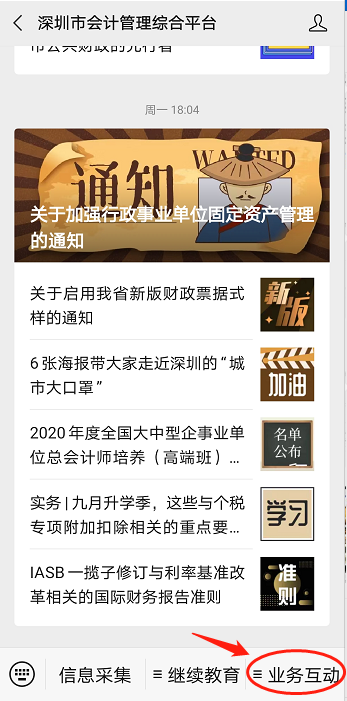 深圳市会计管理综合平台
市公共财政的先行者
周一 18:04
WANTED
通知
关于加强行政事业单位固定资产管理
的通知
关于启用我省新版财政票据式
样的通知
新版
6张海报带大家走近深圳的“城
市大口罩”
加油
2020年度全国大中型企事业单
位总会计师培养（高端班）...
名单
公布
实务 | 九月升学季，这些与个税
专项附加扣除相关的重点要...
学习
IASB一揽子修订与利率基准改
革相关的国际财务报告准则
准则
信息采集
继续教育
业务互动